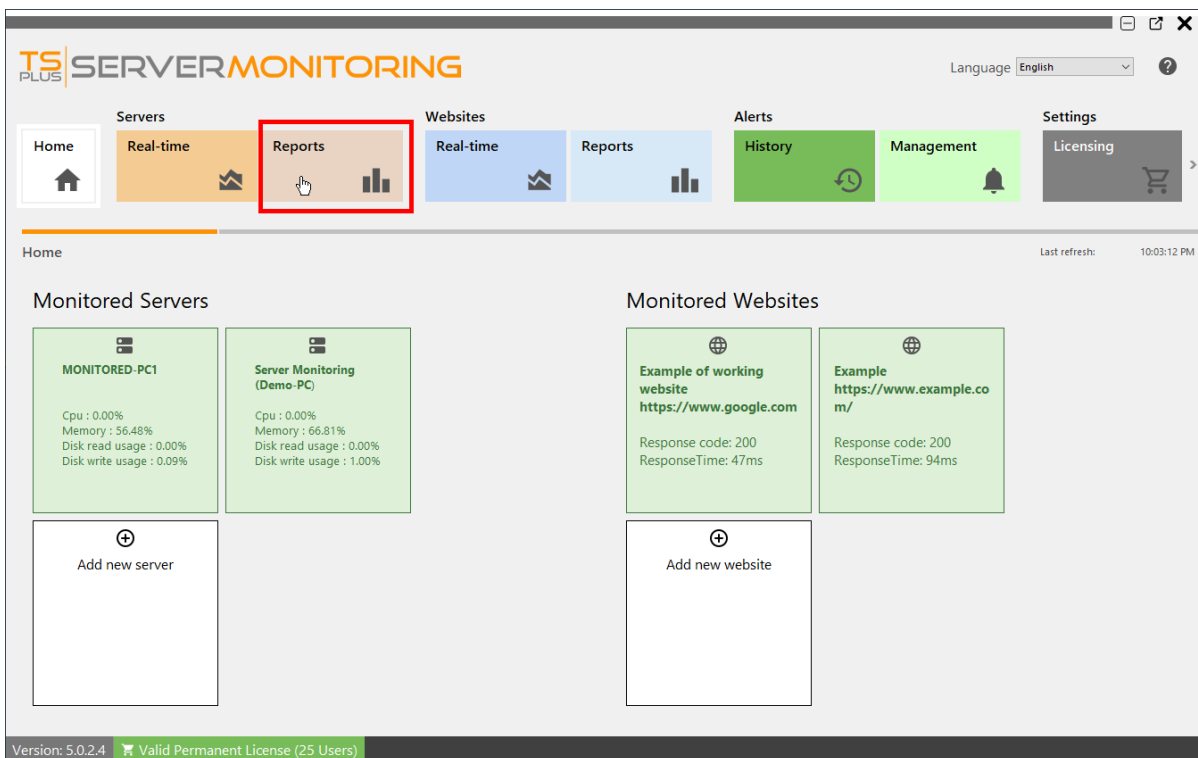 TS PLUS SERVERMONITORING
Language English
Servers
Websites
Alerts
Settings
Home
Real-time
Reports
Real-time
Reports
History
Management
Licensing
Home
Last refresh: 10:03:12 PM
Monitored Servers
MONITORED-PC1
Cpu : 0.00%
Memory : 56.48%
Disk read usage : 0.00%
Disk write usage : 0.09%
Server Monitoring
(Demo-PC)
Cpu : 0.00%
Memory : 66.81%
Disk read usage : 0.00%
Disk write usage : 1.00%
Add new server
Monitored Websites
Example of working
website
https://www.google.com
Response code: 200
ResponseTime: 47ms
Example
https://www.example.co
m/
Response code: 200
ResponseTime: 94ms
Add new website
Version: 5.0.2.4
Valid Permanent License (25 Users)